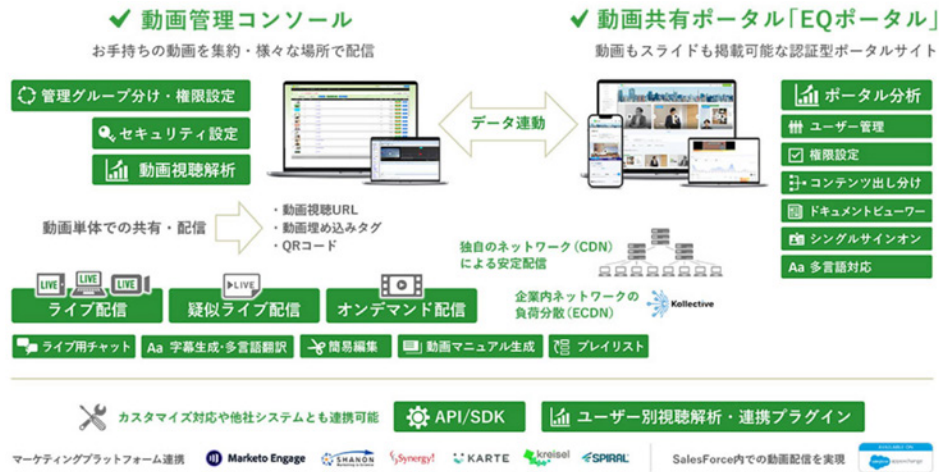 動画管理コンソール
お手持ちの動画を集約・様々な場所で配信
管理グループ分け・権限設定
セキュリティ設定
動画視聴解析
データ連動
動画共有ポータル「EQポータル」
動画もスライドも掲載可能な認証型ポータルサイト
ポータル分析
ユーザー管理
権限設定
コンテンツ出し分け
ドキュメントビューワー
シングルサインオン
Aa 多言語対応
動画単体での共有・配信
・動画視聴URL
・動画埋め込みタグ
・QRコード
独自のネットワーク(CDN)
による安定配信
企業内ネットワークの
負荷分散(ECDN)
Kollective
LIVE
LIVE
LIVE
ライブ配信
LIVE
疑似ライブ配信
オンデマンド配信
ライブ用チャット
Aa 字幕生成・多言語翻訳
簡易編集
動画マニュアル生成
プレイリスト
カスタマイズ対応や他社システムとも連携可能
API/SDK
ユーザー別視聴解析・連携プラグイン
マーケティングプラットフォーム連携
Marketo Engage
SHANON
Synergy!
KARTE
kreisel
SPIRAL
SalesForce内での動画配信を実現